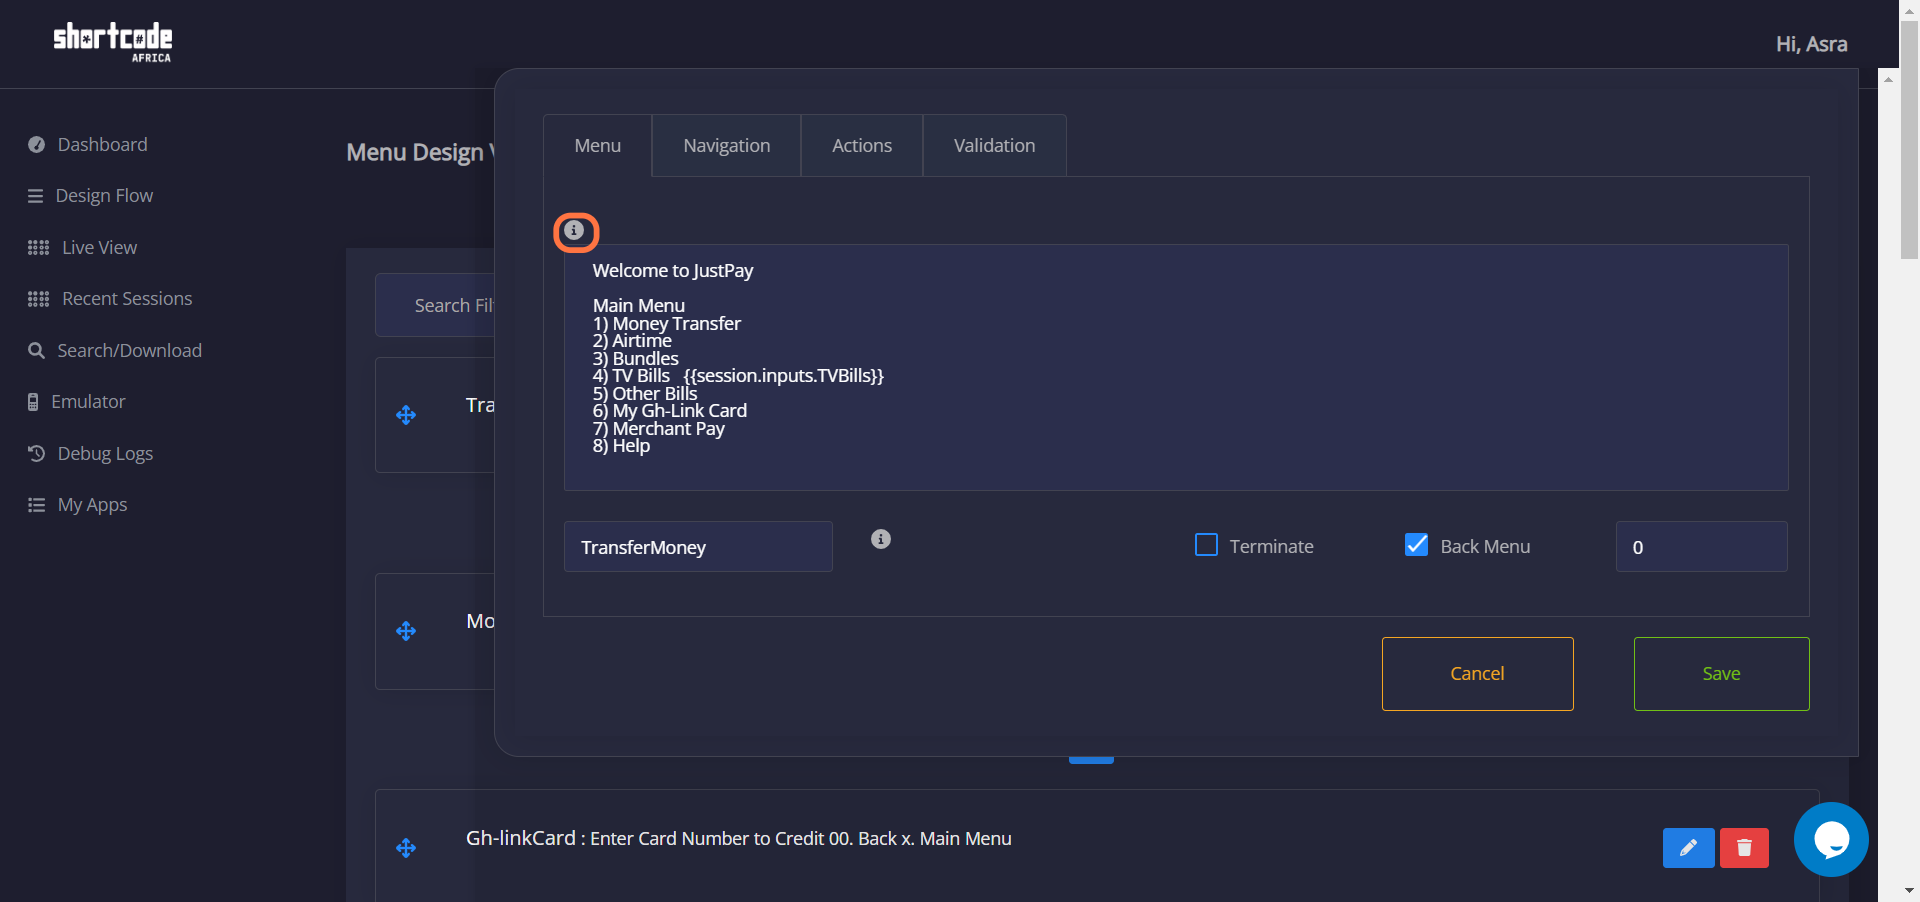 shortcode
AFRICA
Hi, Asra
Dashboard
Design Flow
Live View
Recent Sessions
Search/Download
Emulator
Debug Logs
My Apps
Menu Design
Search Fil
Tra
Mo
Menu
Navigation
Actions
Validation
Welcome to JustPay
Main Menu
1) Money Transfer
2) Airtime
3) Bundles
4) TV Bills   {{session.inputs.TVBills}}
5) Other Bills
6) My Gh-Link Card
7) Merchant Pay
8) Help
TransferMoney
Terminate
Back Menu
0
Cancel
Save
Gh-linkCard : Enter Card Number to Credit 00. Back x. Main Menu